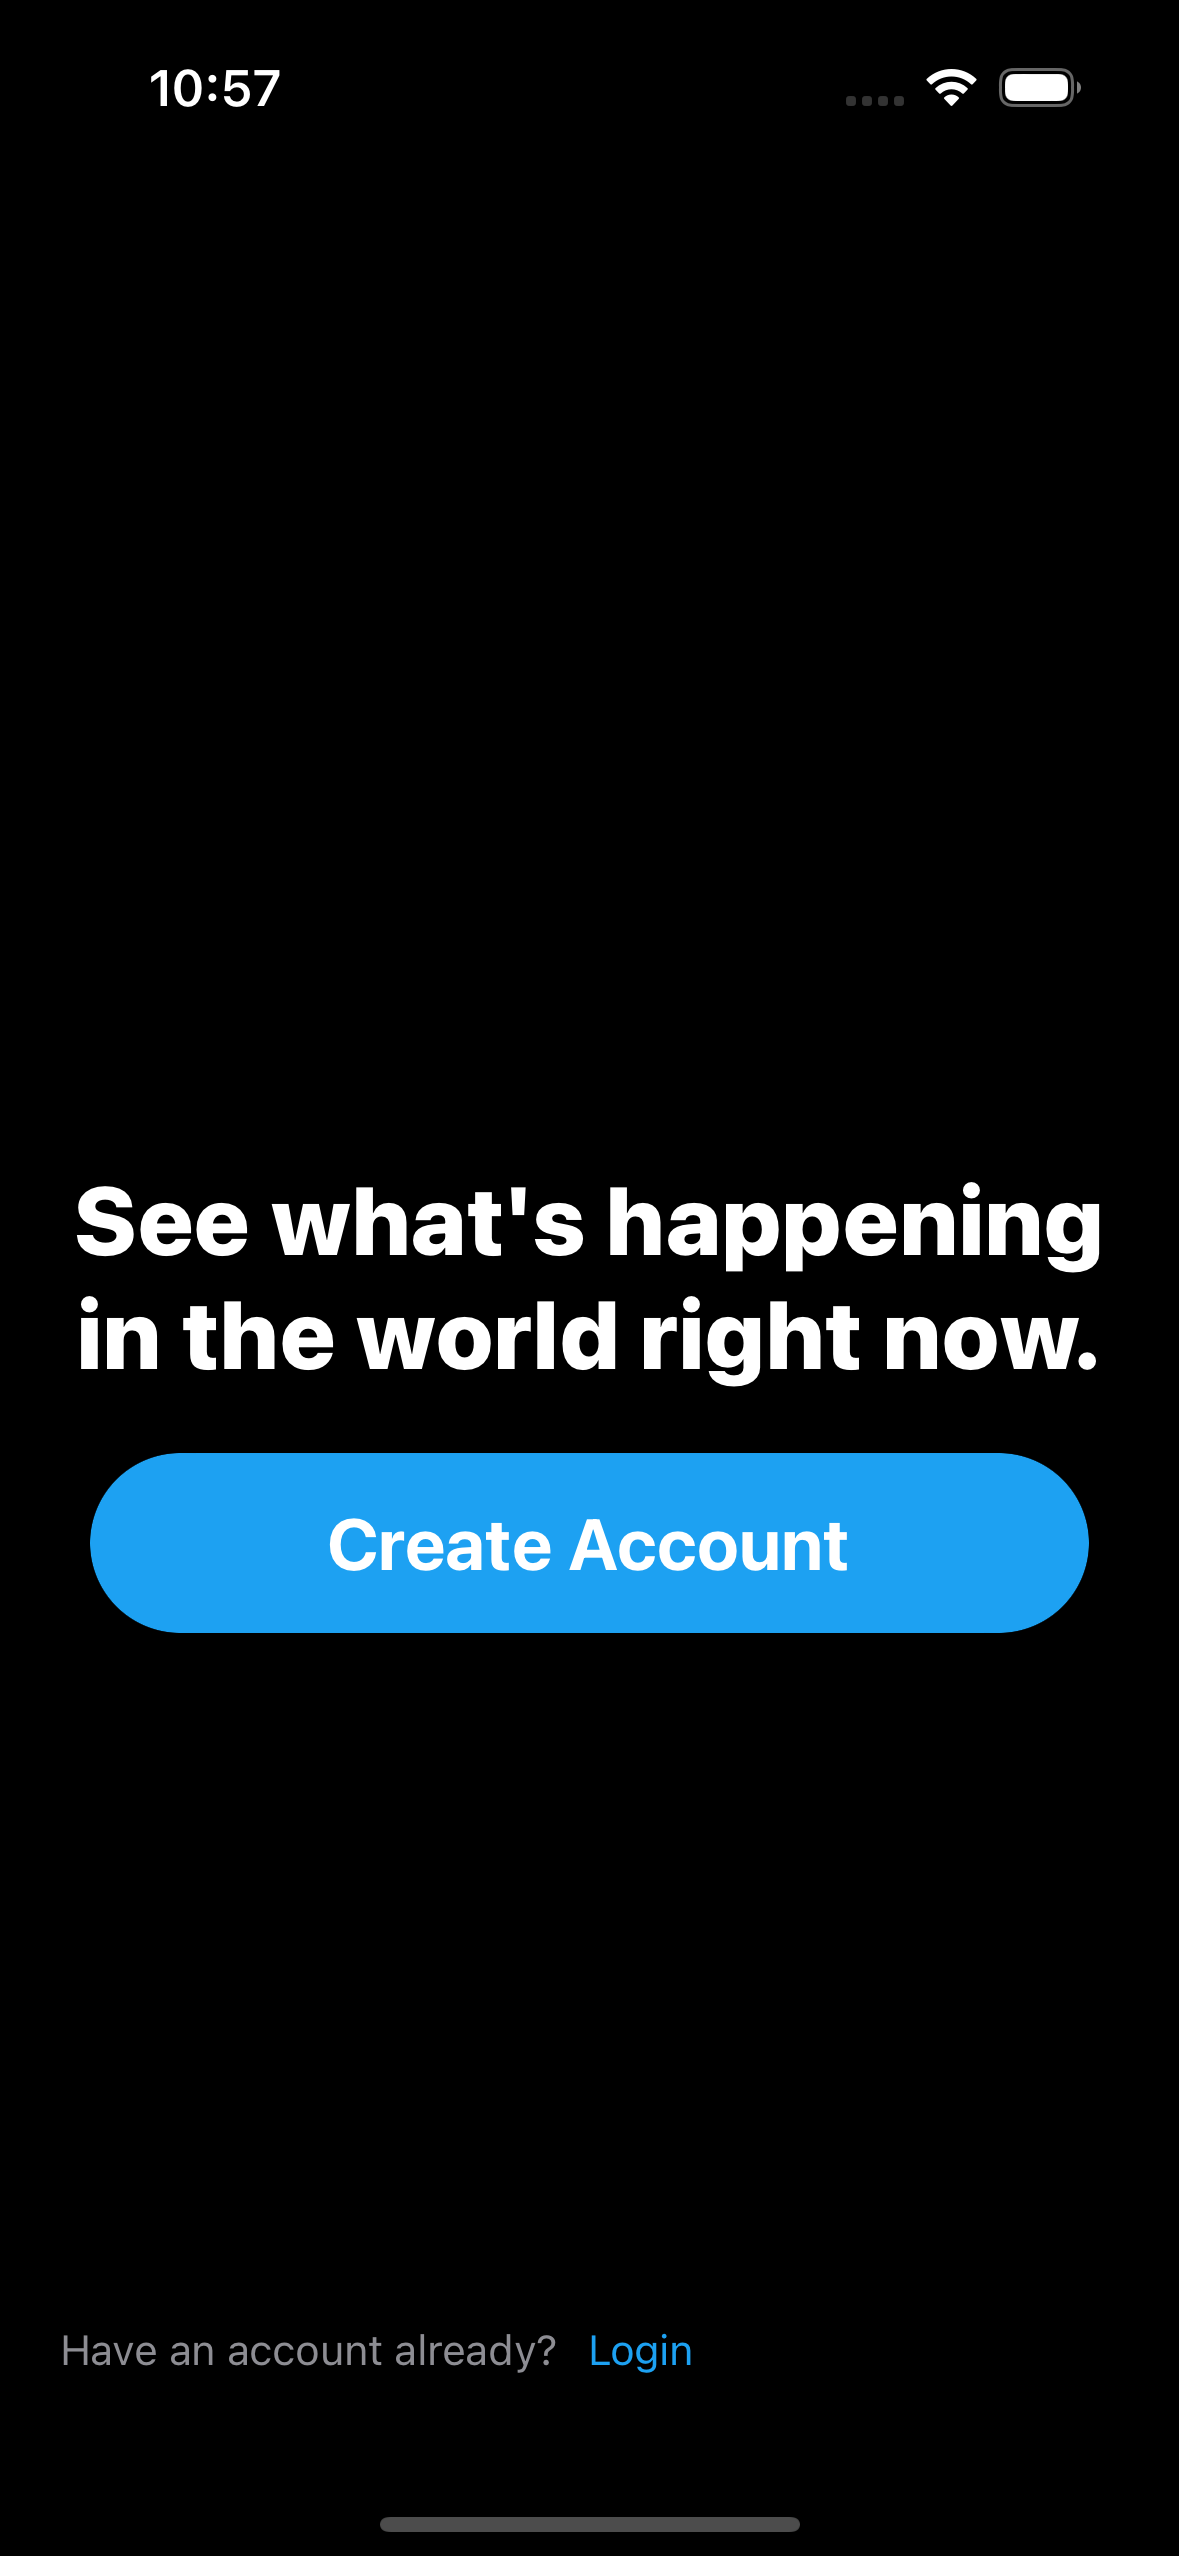 10:57
See what's happening
in the world right now.
Create Account
Have an account already? Login